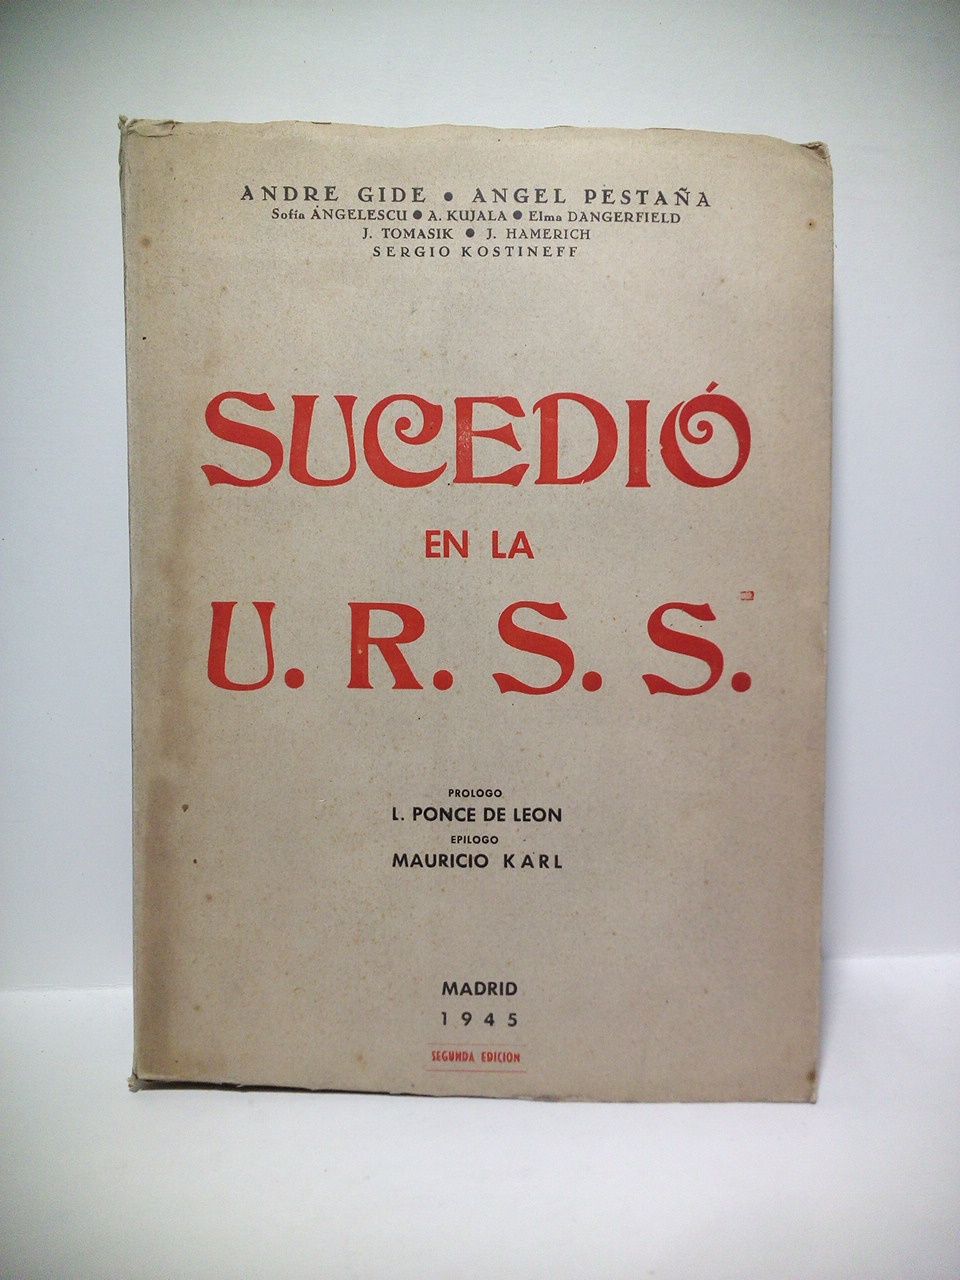 ANDRE GIDE • ANGEL PESTAÑA
Sofía ÁNGELESCU • A. KUJALA • Elma DANGERFIELD
J. TOMASIK • J. HAMERICH
SERGIO KOSTINEFF
SUCEDIÓ
EN LA
U. R. S. S.
PROLOGO
L. PONCE DE LEON
EPILOGO
MAURICIO KARL
MADRID
1945
SEGUNDA EDICION